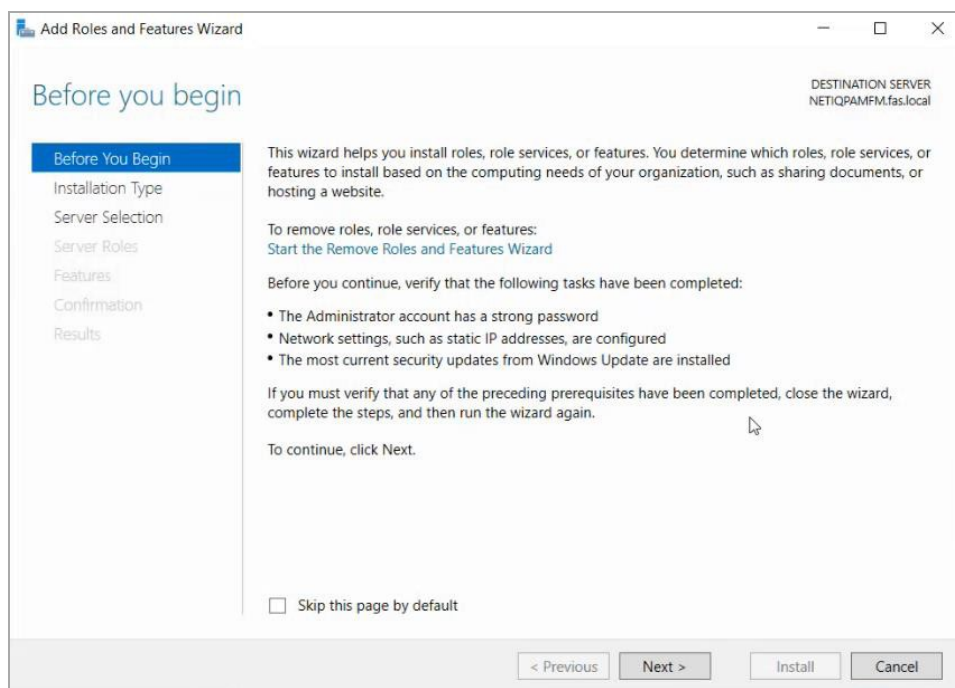 Add Roles and Features Wizard
Before you begin
DESTINATION SERVER
NETIQPAMFM.fas.local
Before You Begin
Installation Type
Server Selection
Server Roles
Features
Confirmation
Results
This wizard helps you install roles, role services, or features. You determine which roles, role services, or
features to install based on the computing needs of your organization, such as sharing documents, or
hosting a website.
To remove roles, role services, or features:
Start the Remove Roles and Features Wizard
Before you continue, verify that the following tasks have been completed:
• The Administrator account has a strong password
• Network settings, such as static IP addresses, are configured
• The most current security updates from Windows Update are installed
If you must verify that any of the preceding prerequisites have been completed, close the wizard,
complete the steps, and then run the wizard again.
To continue, click Next.
Skip this page by default
< Previous
Next >
Install
Cancel